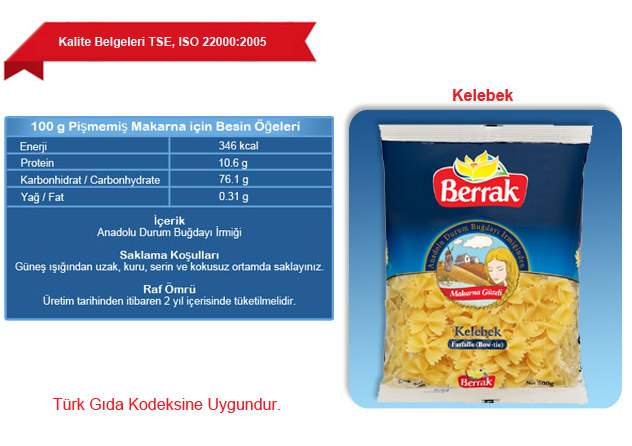 Kalite Belgeleri TSE, ISO 22000:2005
Kelebek
100 g Pişmemiş Makarna için Besin Öğeleri
Enerji 346 kcal
Protein 10.6 g
Karbonhidrat / Carbonhydrate 76.1 g
Yağ / Fat 0.31 g
İçerik
Anadolu Durum Buğdayı İrmiği
Saklama Koşulları
Güneş ışığından uzak, kuru, serin ve kokusuz ortamda saklayınız.
Raf Ömrü
Üretim tarihinden itibaren 2 yıl içerisinde tüketilmelidir.
Berrak
Anadolu Durum Buğdayı İrmiğinden
Makarna Güzeli
Kelebek
Farfalle (Bow-tie)
Berrak
Net 500g
Türk Gıda Kodeksine Uygundur.